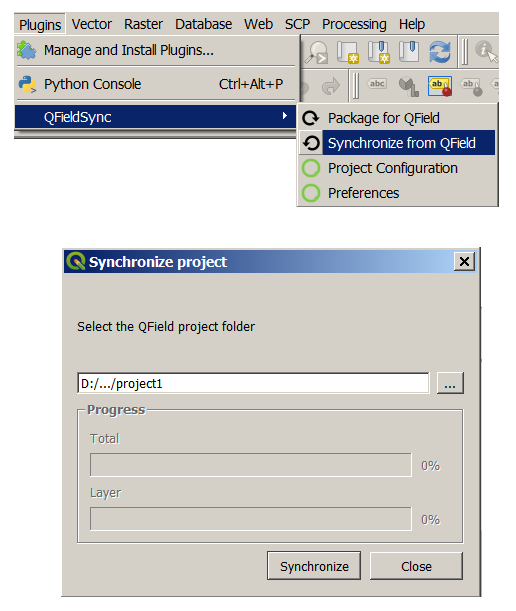 Plugins Vector Raster Database Web SCP Processing Help
Manage and Install Plugins...
Python Console Ctrl+Alt+P
abc ab
QFieldSync
Package for QField
Synchronize from QField
Project Configuration
Preferences
Synchronize project
Select the QField project folder
D:/.../project1
...
Progress
Total
0%
Layer
0%
Synchronize Close